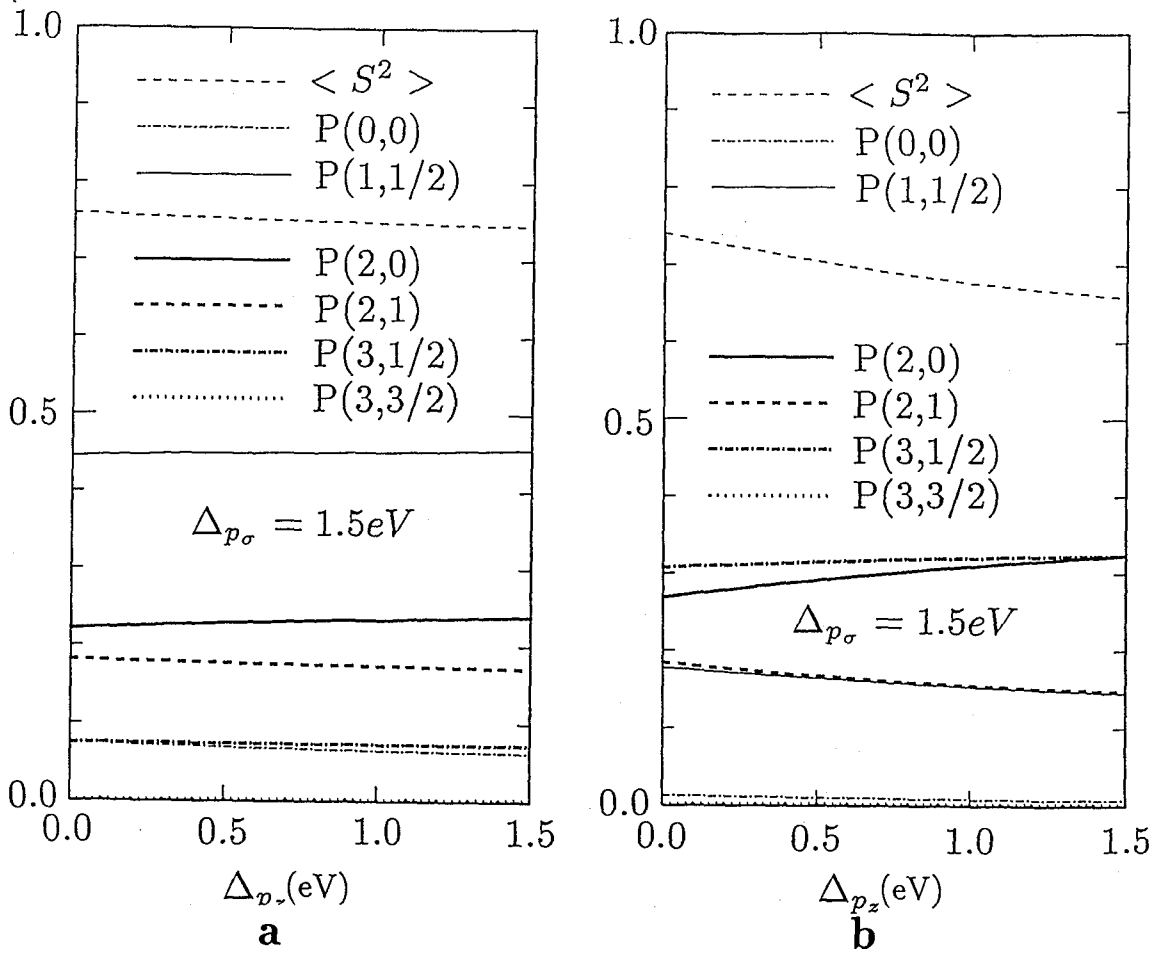 1.0
< S² >
P(0,0)
P(1,1/2)
P(2,0)
P(2,1)
P(3,1/2)
P(3,3/2)
0.5
Δ_{p_σ} = 1.5eV
0.0
0.0 0.5 1.0 1.5
(eV)
a
1.0
< S² >
P(0,0)
P(1,1/2)
P(2,0)
P(2,1)
P(3,1/2)
P(3,3/2)
0.5
Δ_{p_σ} = 1.5eV
0.0
0.0 0.5 1.0 1.5
Δ_{p_z}(eV)
b